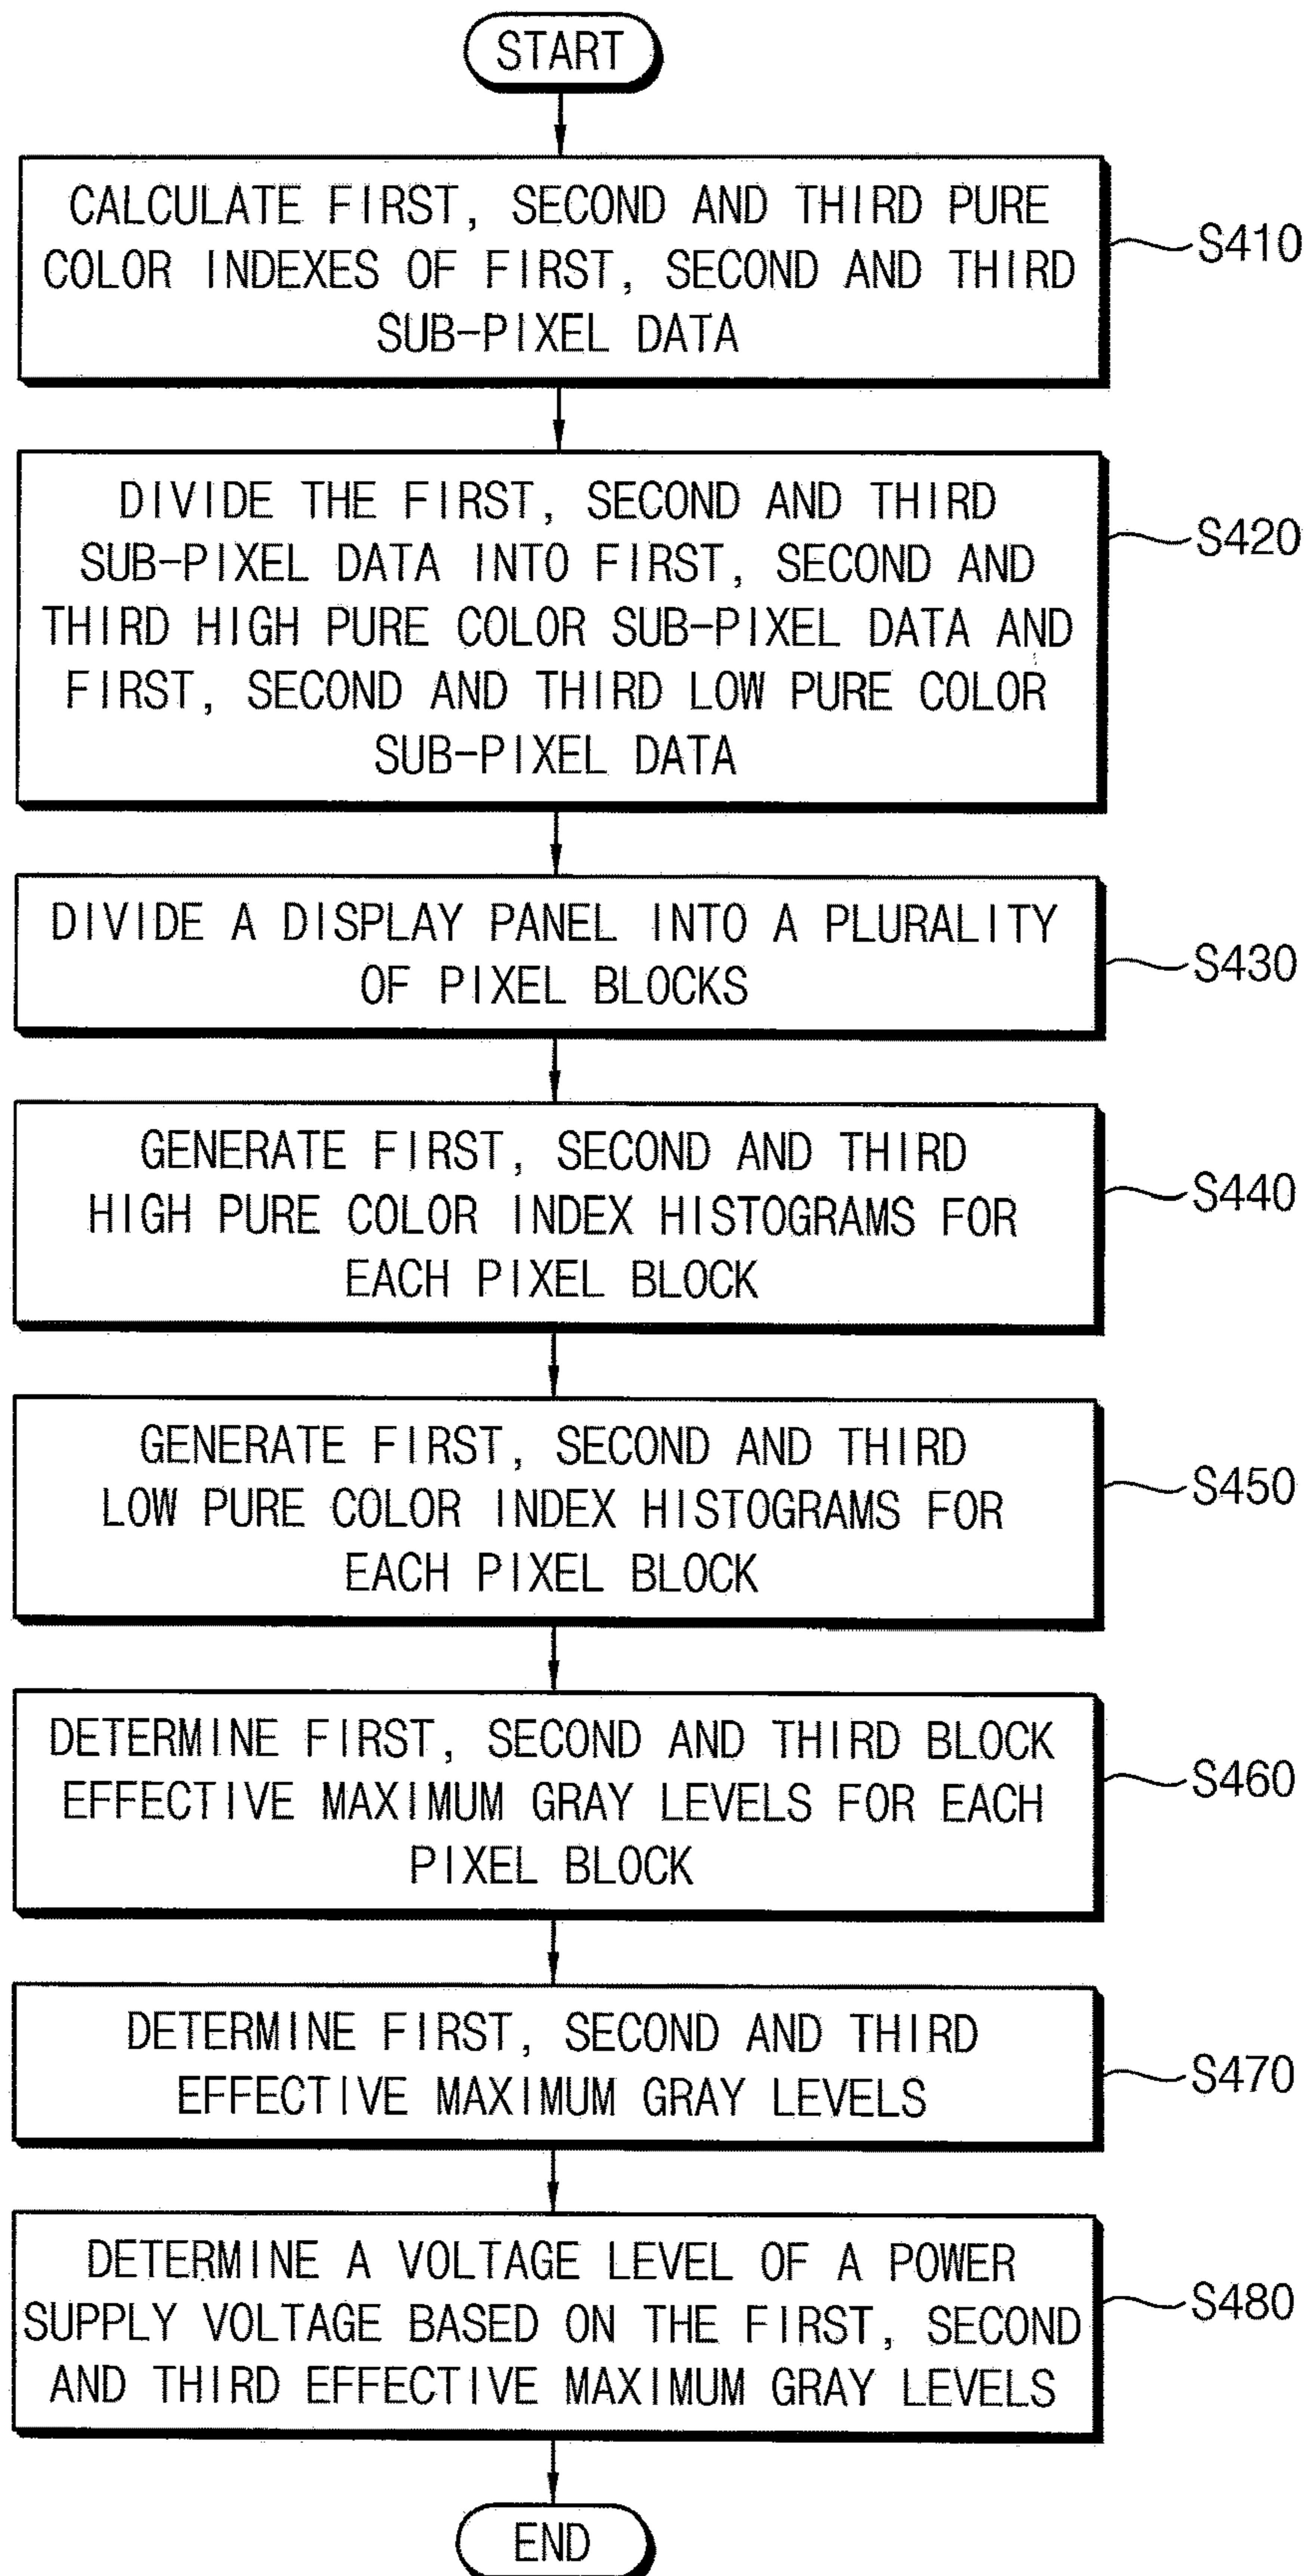 START
CALCULATE FIRST, SECOND AND THIRD PURE
COLOR INDEXES OF FIRST, SECOND AND THIRD
SUB-PIXEL DATA
S410
DIVIDE THE FIRST, SECOND AND THIRD
SUB-PIXEL DATA INTO FIRST, SECOND AND
THIRD HIGH PURE COLOR SUB-PIXEL DATA AND
FIRST, SECOND AND THIRD LOW PURE COLOR
SUB-PIXEL DATA
S420
DIVIDE A DISPLAY PANEL INTO A PLURALITY
OF PIXEL BLOCKS
S430
GENERATE FIRST, SECOND AND THIRD
HIGH PURE COLOR INDEX HISTOGRAMS FOR
EACH PIXEL BLOCK
S440
GENERATE FIRST, SECOND AND THIRD
LOW PURE COLOR INDEX HISTOGRAMS FOR
EACH PIXEL BLOCK
S450
DETERMINE FIRST, SECOND AND THIRD BLOCK
EFFECTIVE MAXIMUM GRAY LEVELS FOR EACH
PIXEL BLOCK
S460
DETERMINE FIRST, SECOND AND THIRD
EFFECTIVE MAXIMUM GRAY LEVELS
S470
DETERMINE A VOLTAGE LEVEL OF A POWER
SUPPLY VOLTAGE BASED ON THE FIRST, SECOND
AND THIRD EFFECTIVE MAXIMUM GRAY LEVELS
S480
END